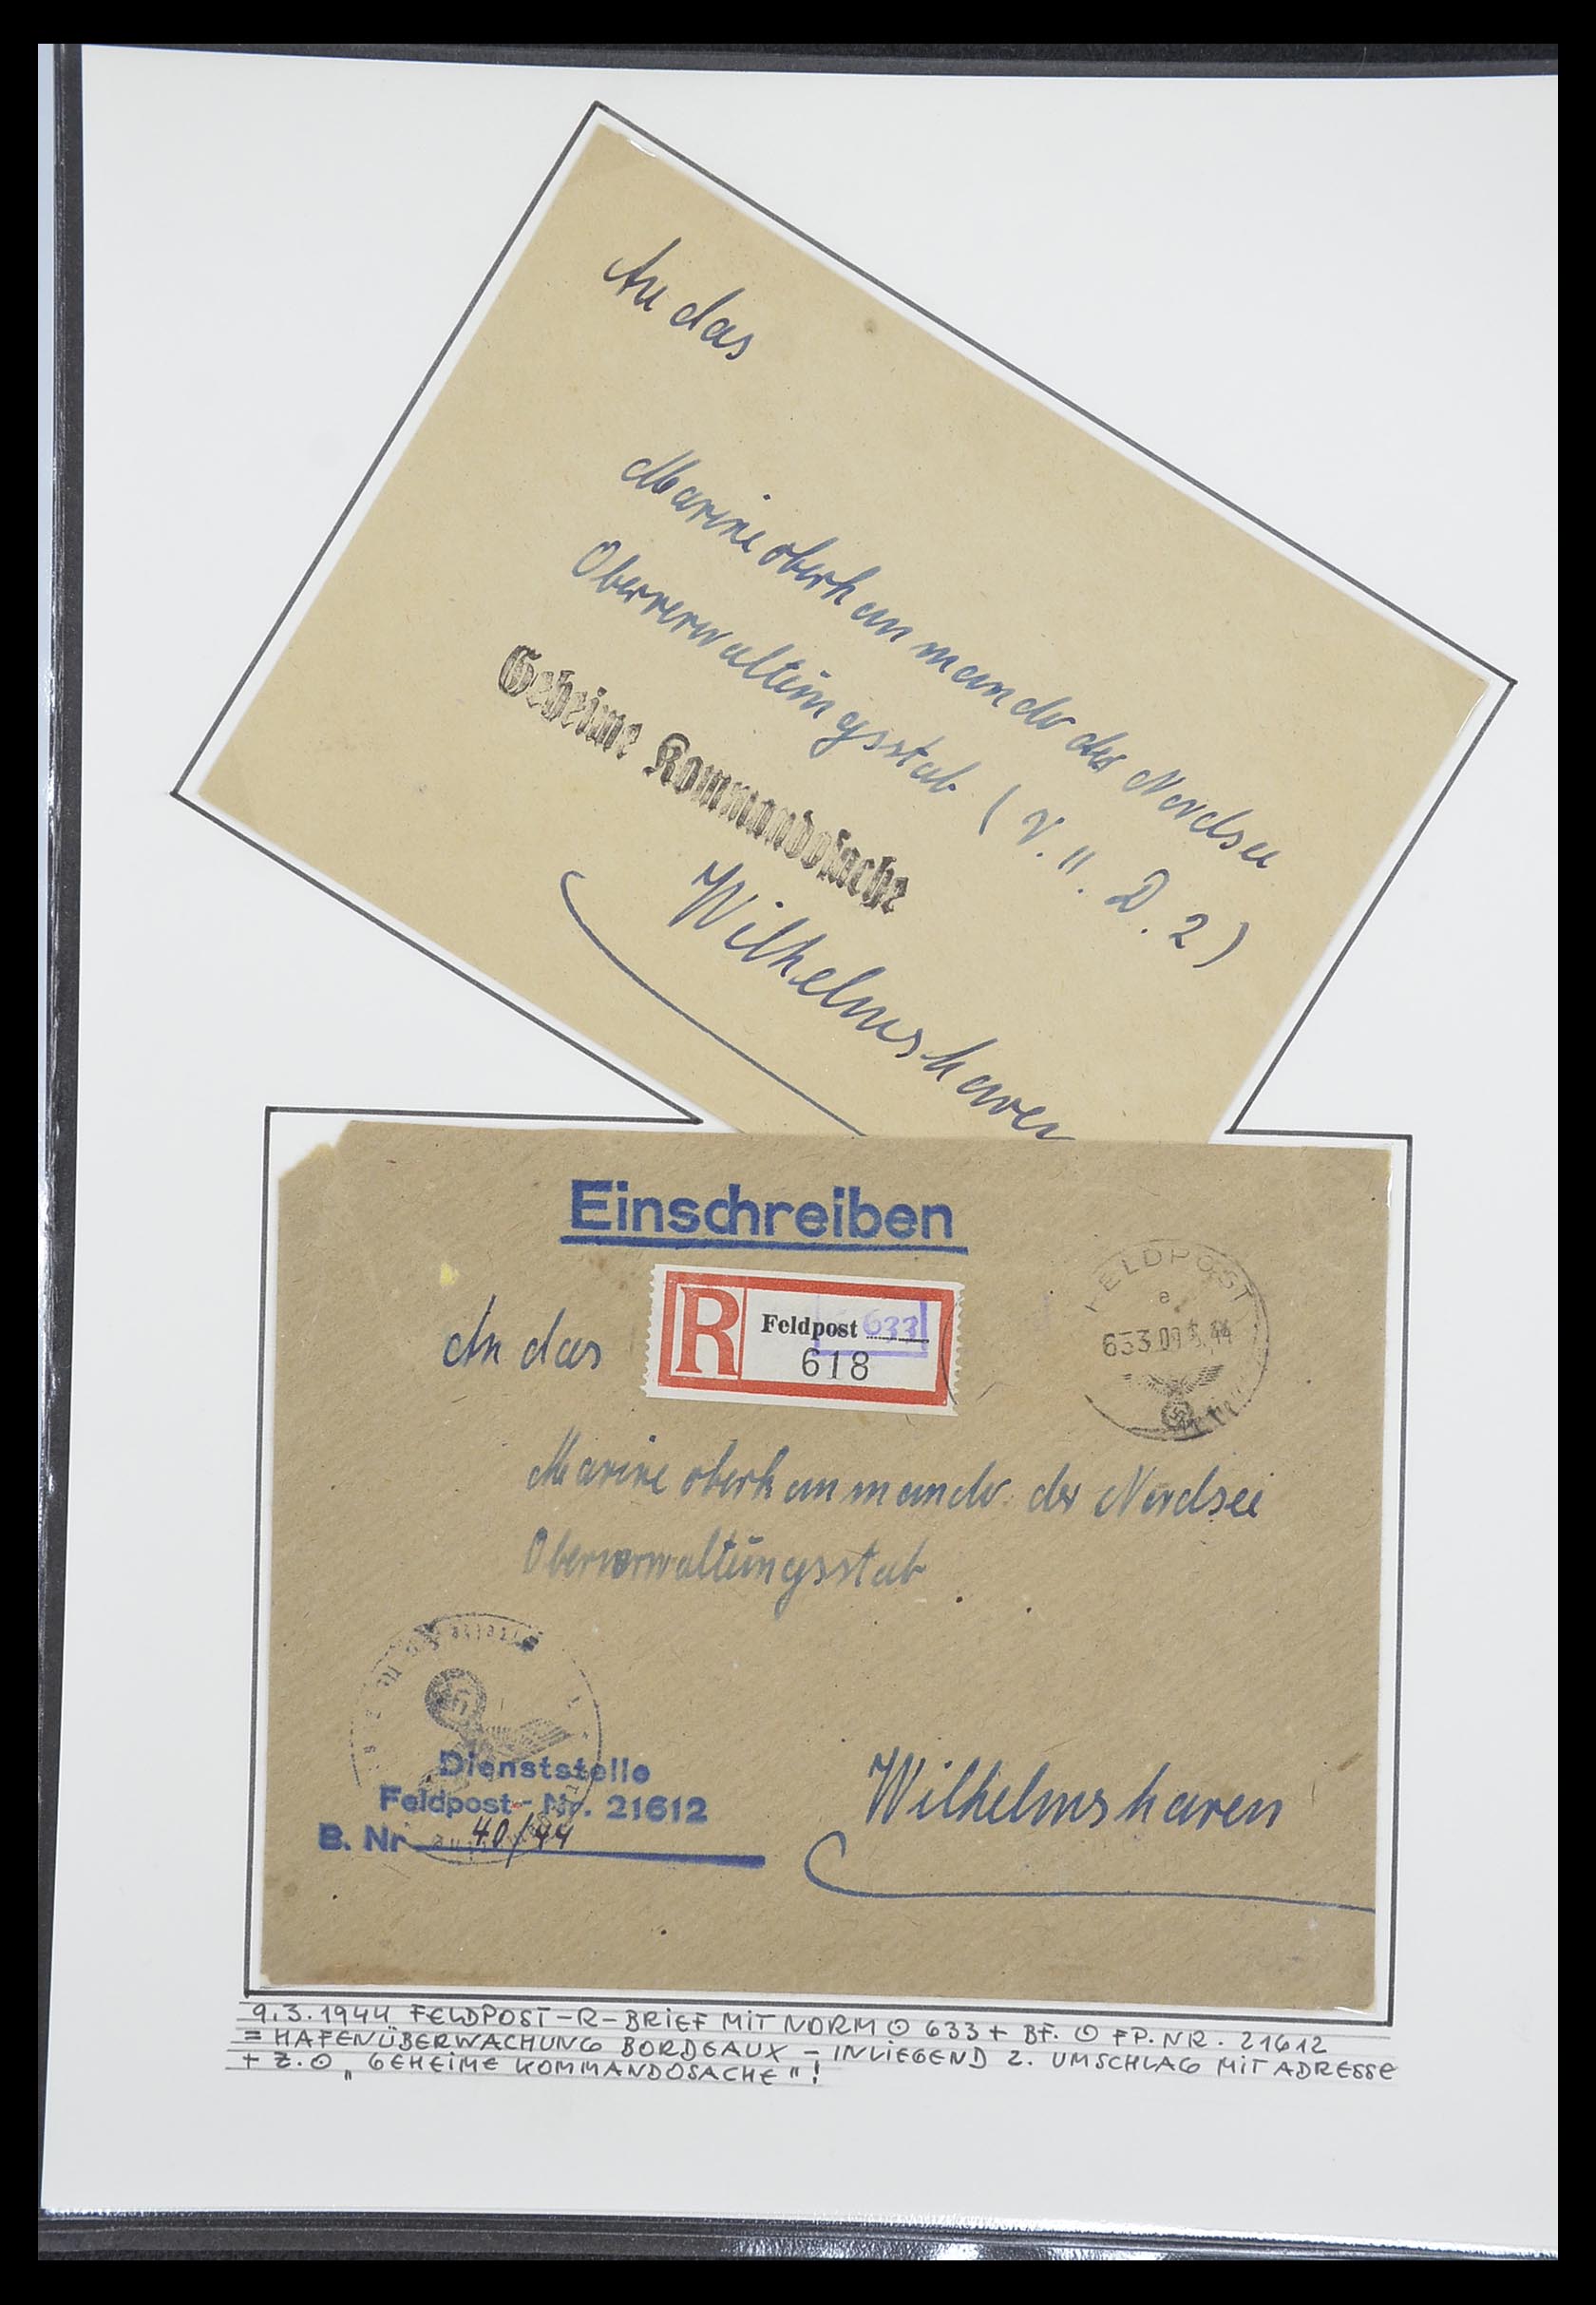 An das
Marineoberkommando der Nordsee
Oberverwaltungsstab (V. II. D. 2)
Geheime Kommandosache
Wilhelmshaven
Einschreiben
FELDPOST
a
633 09.3.44
R
Feldpost 633
618
An das
Marineoberkommando der Nordsee
Oberverwaltungsstab
Wilhelmshaven
Dienststelle
Feldpost-Nr. 21612
B. Nr 40/44
9.3.1944 FELDPOST-R-BRIEF MIT NORM ʘ 633 + BF. ʘ FP.NR. 21612
= HAFENÜBERWACHUNG BORDEAUX - INLIEGEND 2. UMSCHLAG MIT ADRESSE
+ Z.ʘ „GEHEIME KOMMANDOSACHE"!